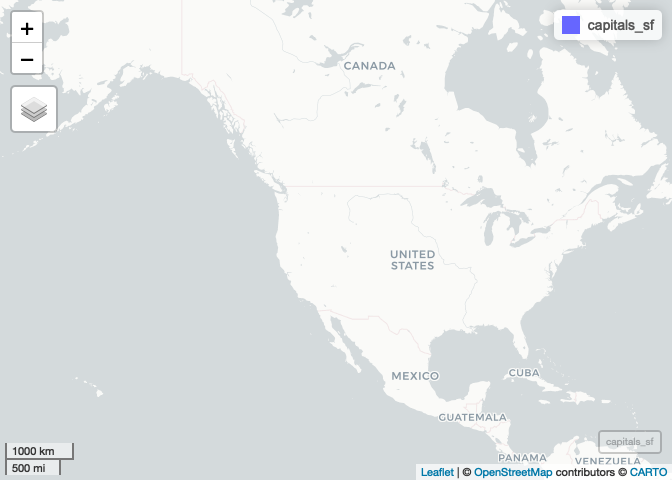 +
capitals_sf
−
CANADA
UNITED
STATES
MEXICO
CUBA
GUATEMALA
capitals_sf
1000 km
PANAMA
VENEZUELA
500 mi
Leaflet | © OpenStreetMap contributors © CARTO